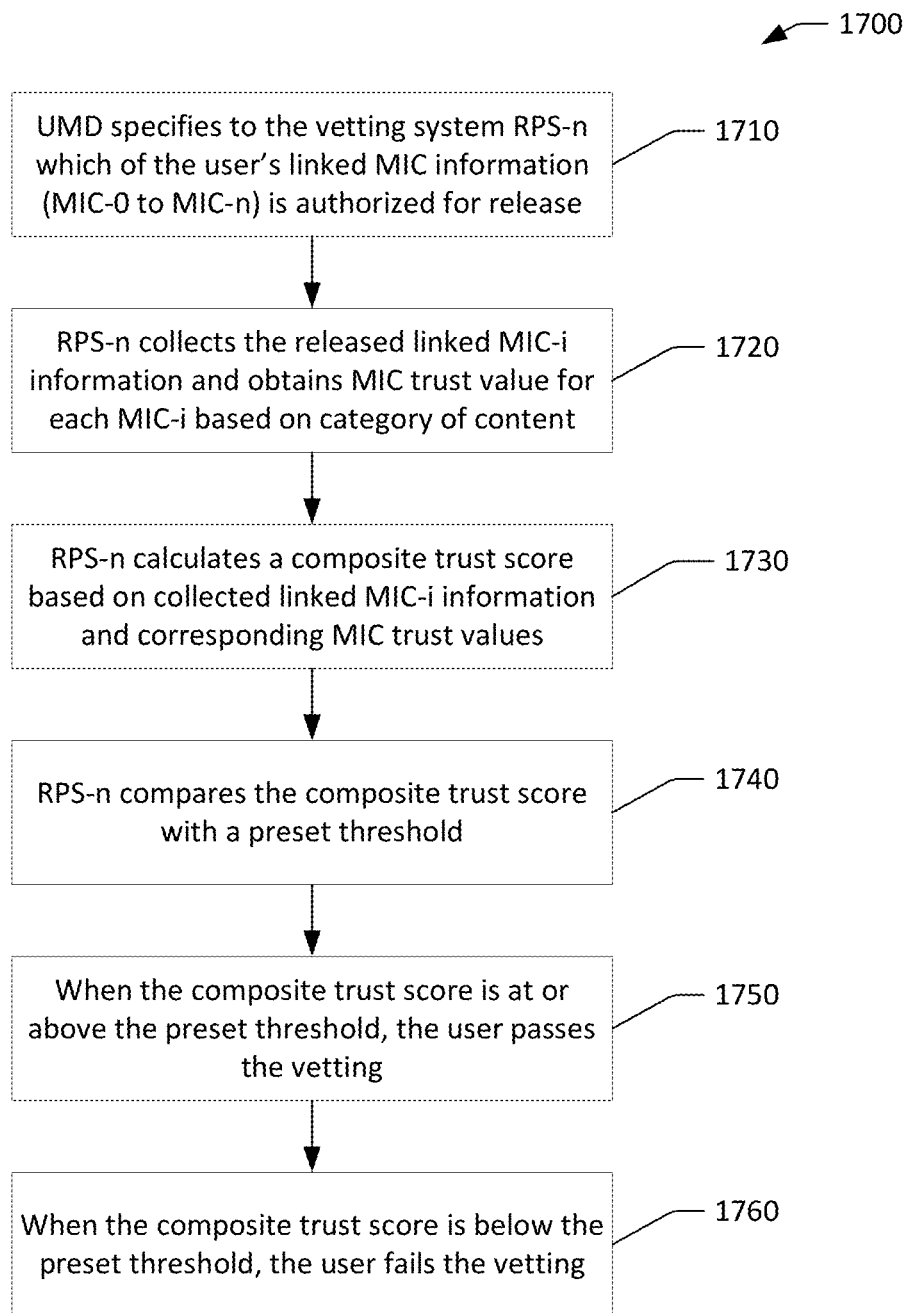 1700
UMD specifies to the vetting system RPS-n
which of the user's linked MIC information
(MIC-0 to MIC-n) is authorized for release
1710
RPS-n collects the released linked MIC-i
information and obtains MIC trust value for
each MIC-i based on category of content
1720
RPS-n calculates a composite trust score
based on collected linked MIC-i information
and corresponding MIC trust values
1730
RPS-n compares the composite trust score
with a preset threshold
1740
When the composite trust score is at or
above the preset threshold, the user passes
the vetting
1750
When the composite trust score is below the
preset threshold, the user fails the vetting
1760